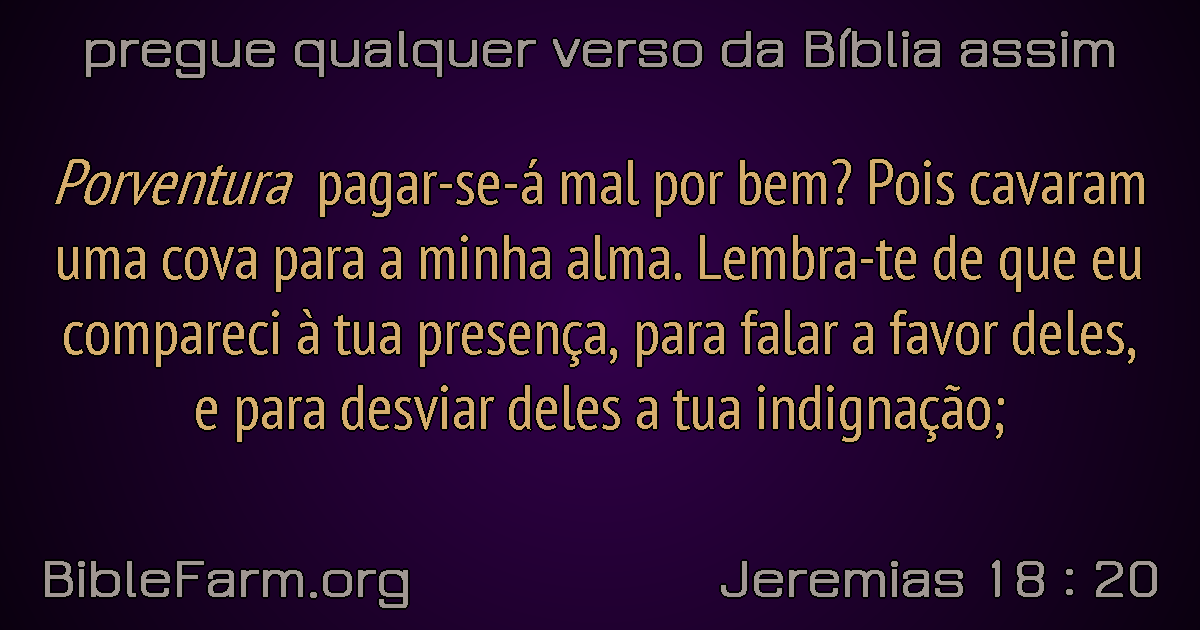 pregue qualquer verso da Bíblia assim
Porventura pagar-se-á mal por bem? Pois cavaram
uma cova para a minha alma. Lembra-te de que eu
compareci à tua presença, para falar a favor deles,
e para desviar deles a tua indignação;
BibleFarm.org
Jeremias 18 : 20